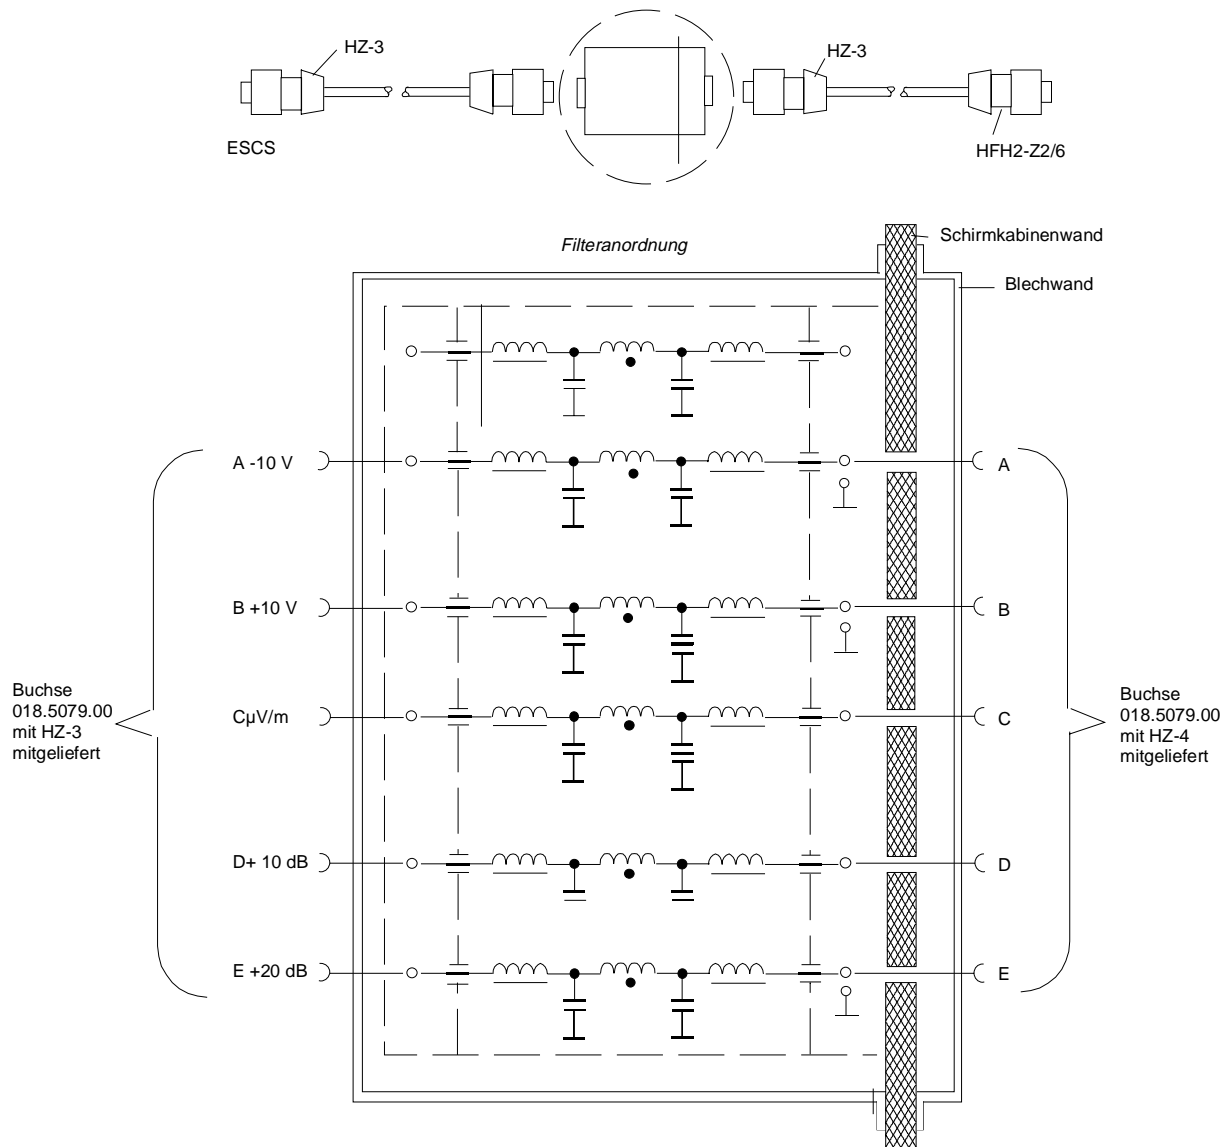 HZ-3
HZ-3
ESCS
HFH2-Z2/6
Filteranordnung
Schirmkabinenwand
Blechwand
A -10 V
A
B +10 V
B
Buchse
018.5079.00
mit HZ-3
mitgeliefert
CµV/m
C
Buchse
018.5079.00
mit HZ-4
mitgeliefert
D+ 10 dB
D
E +20 dB
E